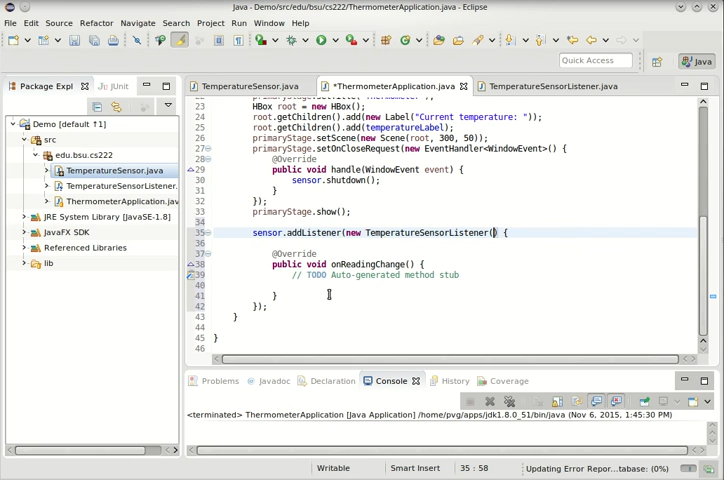 Java - Demo/src/edu/bsu/cs222/ThermometerApplication.java - Eclipse
File Edit Source Refactor Navigate Search Project Run Window Help
Quick Access
Java
Package Expl
JUnit
Demo [default ↑1]
src
edu.bsu.cs222
TemperatureSensor.java
TemperatureSensorListener.
ThermometerApplication.jav
JRE System Library [JavaSE-1.8]
JavaFX SDK
Referenced Libraries
lib
TemperatureSensor.java
*ThermometerApplication.java
TemperatureSensorListener.java
23 HBox root = new HBox();
24 root.getChildren().add(new Label("Current temperature: "));
25 root.getChildren().add(temperatureLabel);
26 primaryStage.setScene(new Scene(root, 300, 50));
27 primaryStage.setOnCloseRequest(new EventHandler<WindowEvent>() {
28 @Override
29 public void handle(WindowEvent event) {
30 sensor.shutdown();
31 }
32 });
33 primaryStage.show();
34
35 sensor.addListener(new TemperatureSensorListener() {
36
37 @Override
38 public void onReadingChange() {
39 // TODO Auto-generated method stub
40
41 }
42 });
43 }
44
45 }
46
Problems Javadoc Declaration Console History Coverage
<terminated> ThermometerApplication [Java Application] /home/pvg/apps/jdk1.8.0_51/bin/java (Nov 6, 2015, 1:45:30 PM)
Writable Smart Insert 35 : 58 Updating Error Repor...tabase: (0%)